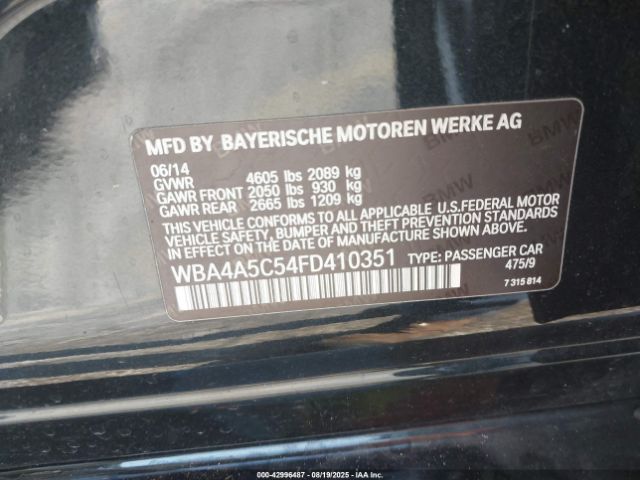 MFD BY BAYERISCHE MOTOREN WERKE AG
06/14
GVWR 4605 lbs 2089 kg
GAWR FRONT 2050 lbs 930 kg
GAWR REAR 2665 lbs 1209 kg
THIS VEHICLE CONFORMS TO ALL APPLICABLE U.S.FEDERAL MOTOR
VEHICLE SAFETY, BUMPER AND THEFT PREVENTION STANDARDS
IN EFFECT ON THE DATE OF MANUFACTURE SHOWN ABOVE.
WBA4A5C54FD410351 TYPE: PASSENGER CAR
475/9
7 315 814
000-42996487 - 08/19/2025 - IAAI.COM